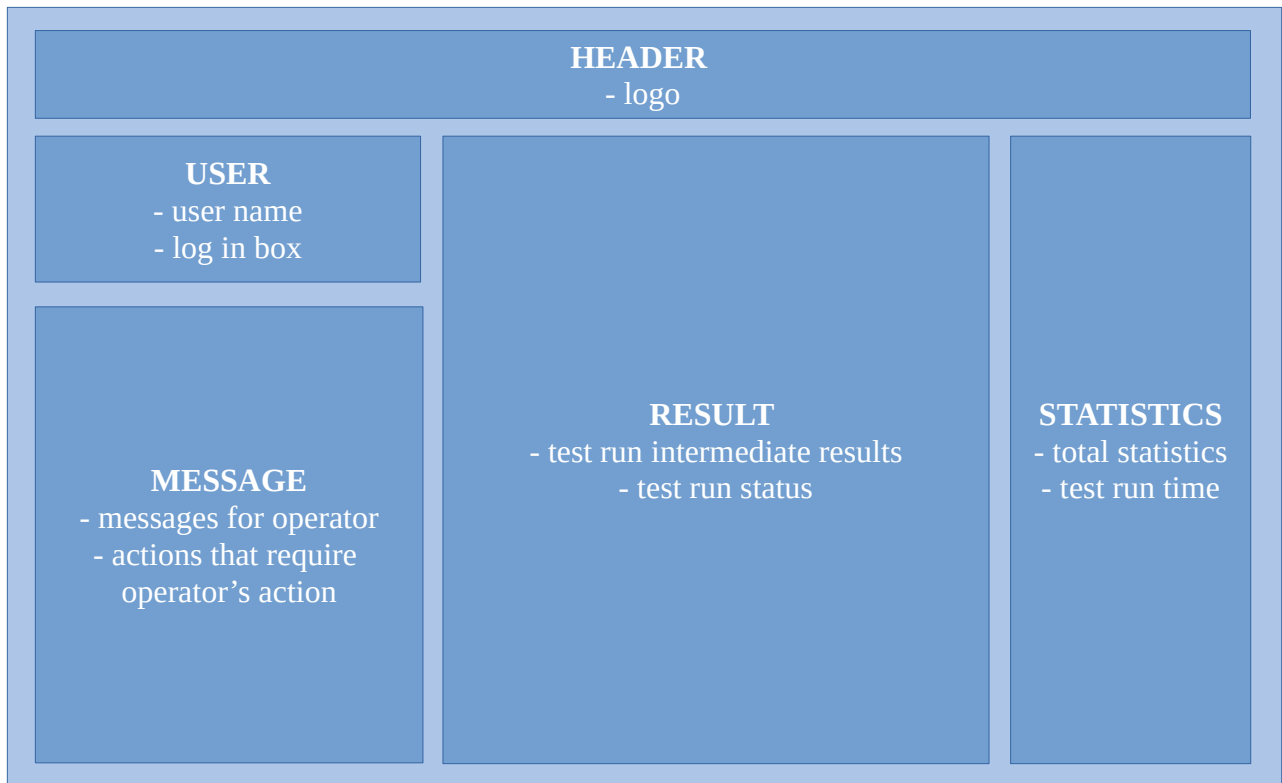 HEADER
- logo
USER
- user name
- log in box
MESSAGE
- messages for operator
- actions that require
operator’s action
RESULT
- test run intermediate results
- test run status
STATISTICS
- total statistics
- test run time